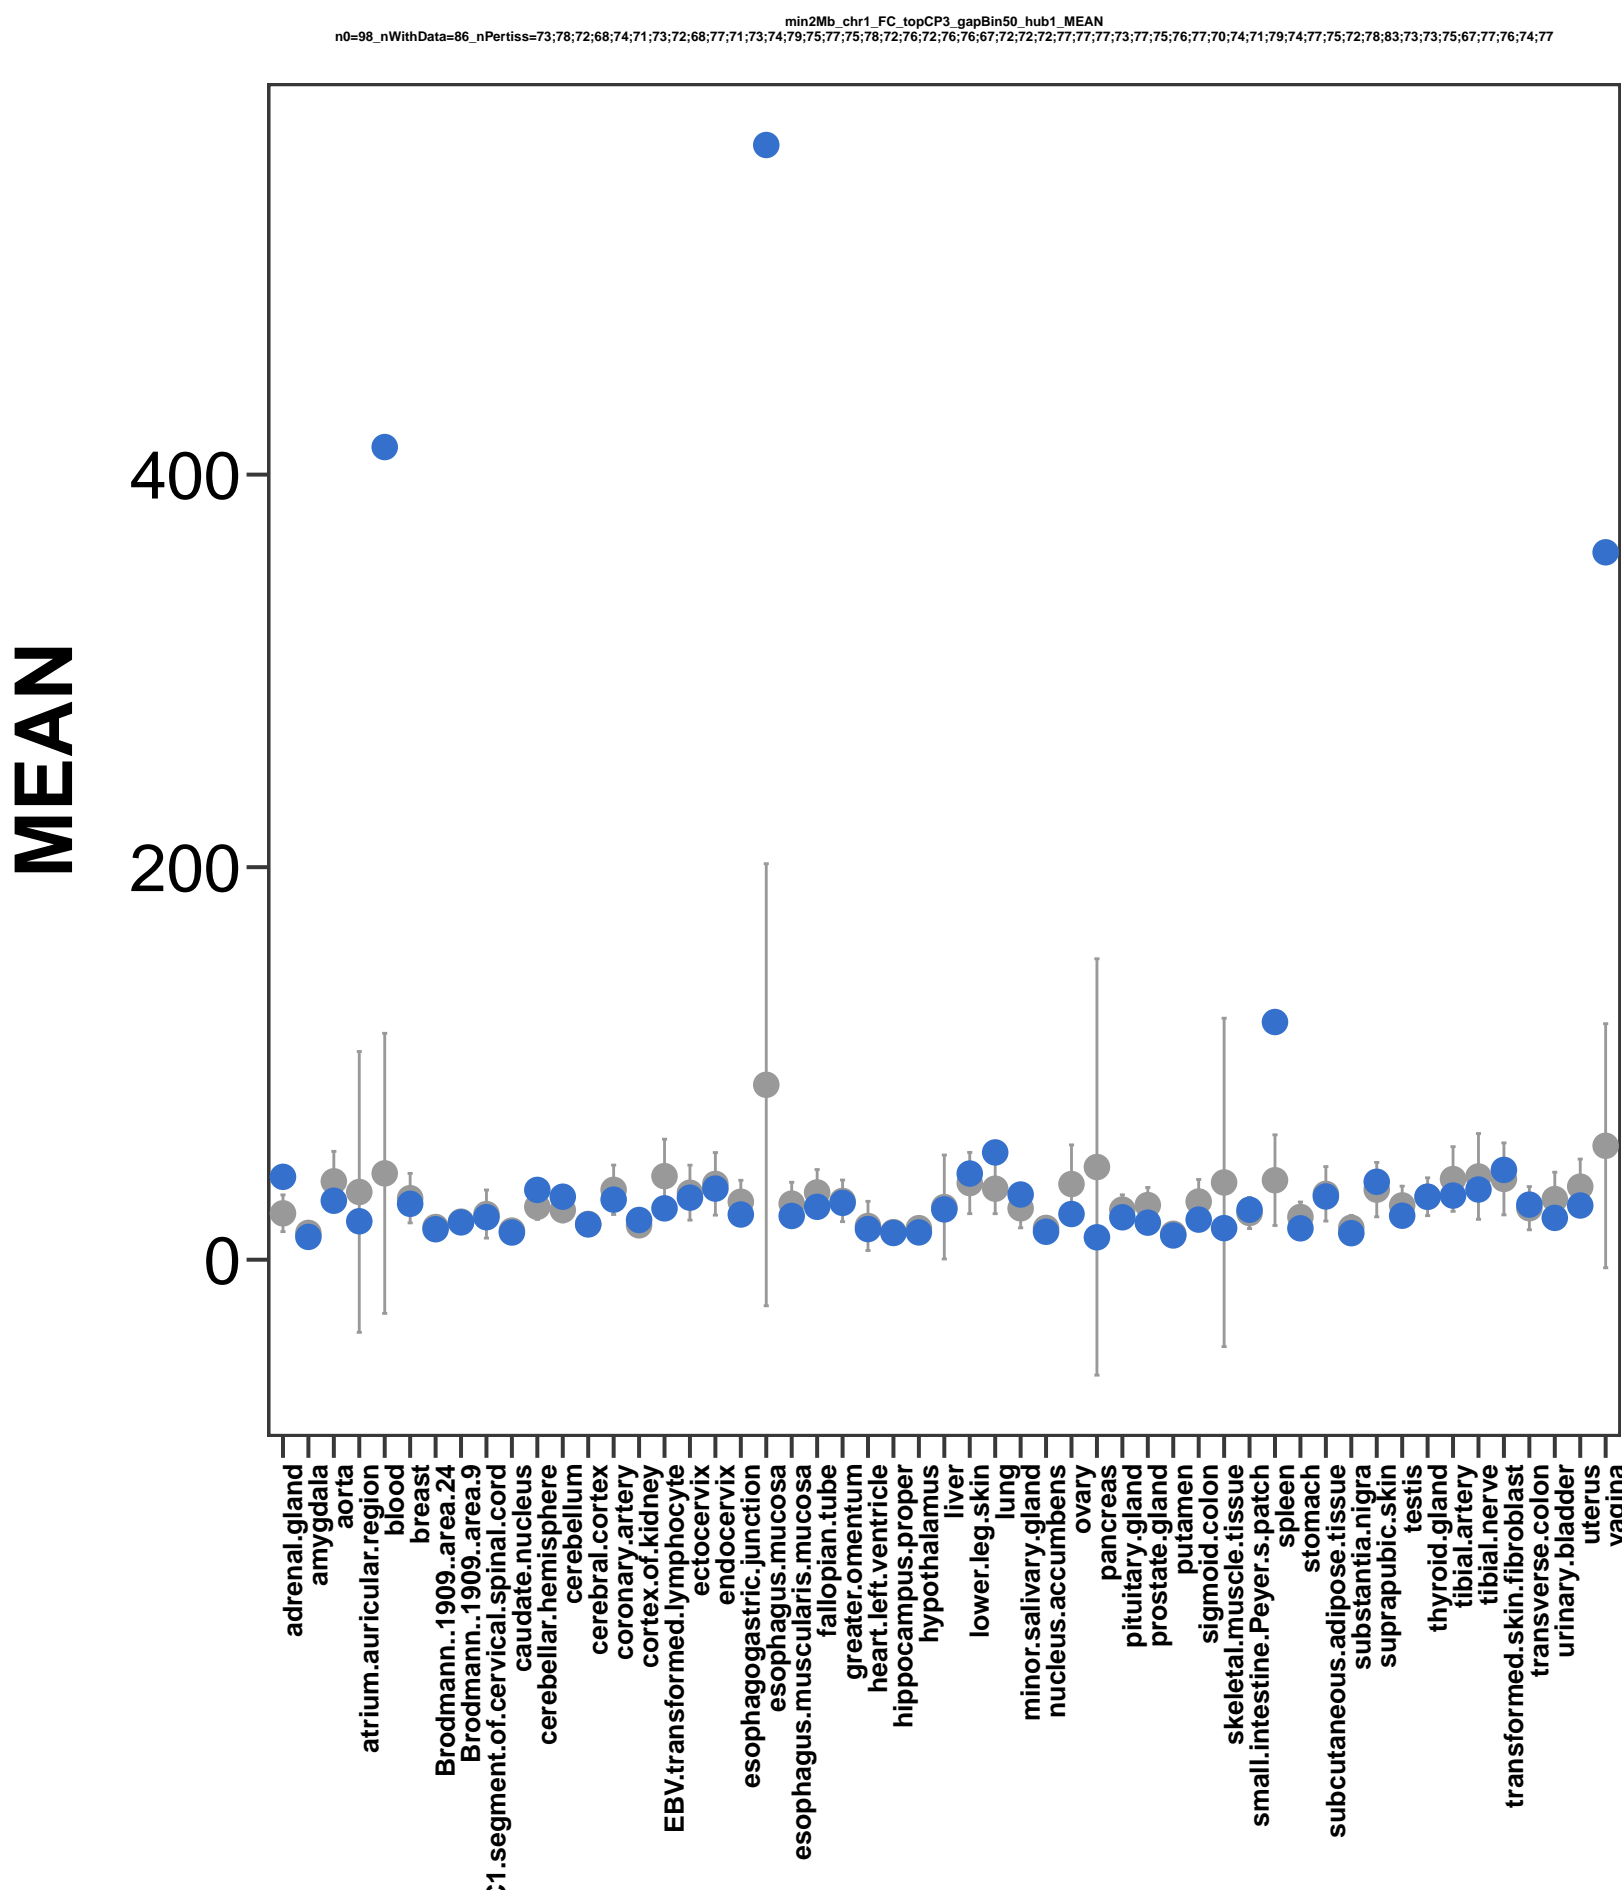 min2Mb_chr1_FC_topCP3_gapBin50_hub1_MEAN
n0=98_nWithData=86_nPertiss=73;78;72;68;74;71;73;72;68;77;71;73;74;79;75;77;75;78;72;76;72;76;76;67;72;72;72;77;77;77;73;77;75;76;77;70;74;71;79;74;77;75;72;78;83;73;73;75;67;77;76;74;77
MEAN
400
200
0
adrenal.gland
amygdala
aorta
atrium.auricular.region
blood
breast
Brodmann..1909..area.24
Brodmann..1909..area.9
C1.segment.of.cervical.spinal.cord
caudate.nucleus
cerebellar.hemisphere
cerebellum
cerebral.cortex
coronary.artery
cortex.of.kidney
EBV.transformed.lymphocyte
ectocervix
endocervix
esophagogastric.junction
esophagus.mucosa
esophagus.muscularis.mucosa
fallopian.tube
greater.omentum
heart.left.ventricle
hippocampus.proper
hypothalamus
liver
lower.leg.skin
lung
minor.salivary.gland
nucleus.accumbens
ovary
pancreas
pituitary.gland
prostate.gland
putamen
sigmoid.colon
skeletal.muscle.tissue
small.intestine.Peyer.s.patch
spleen
stomach
subcutaneous.adipose.tissue
substantia.nigra
suprapubic.skin
testis
thyroid.gland
tibial.artery
tibial.nerve
transformed.skin.fibroblast
transverse.colon
urinary.bladder
uterus
vagina